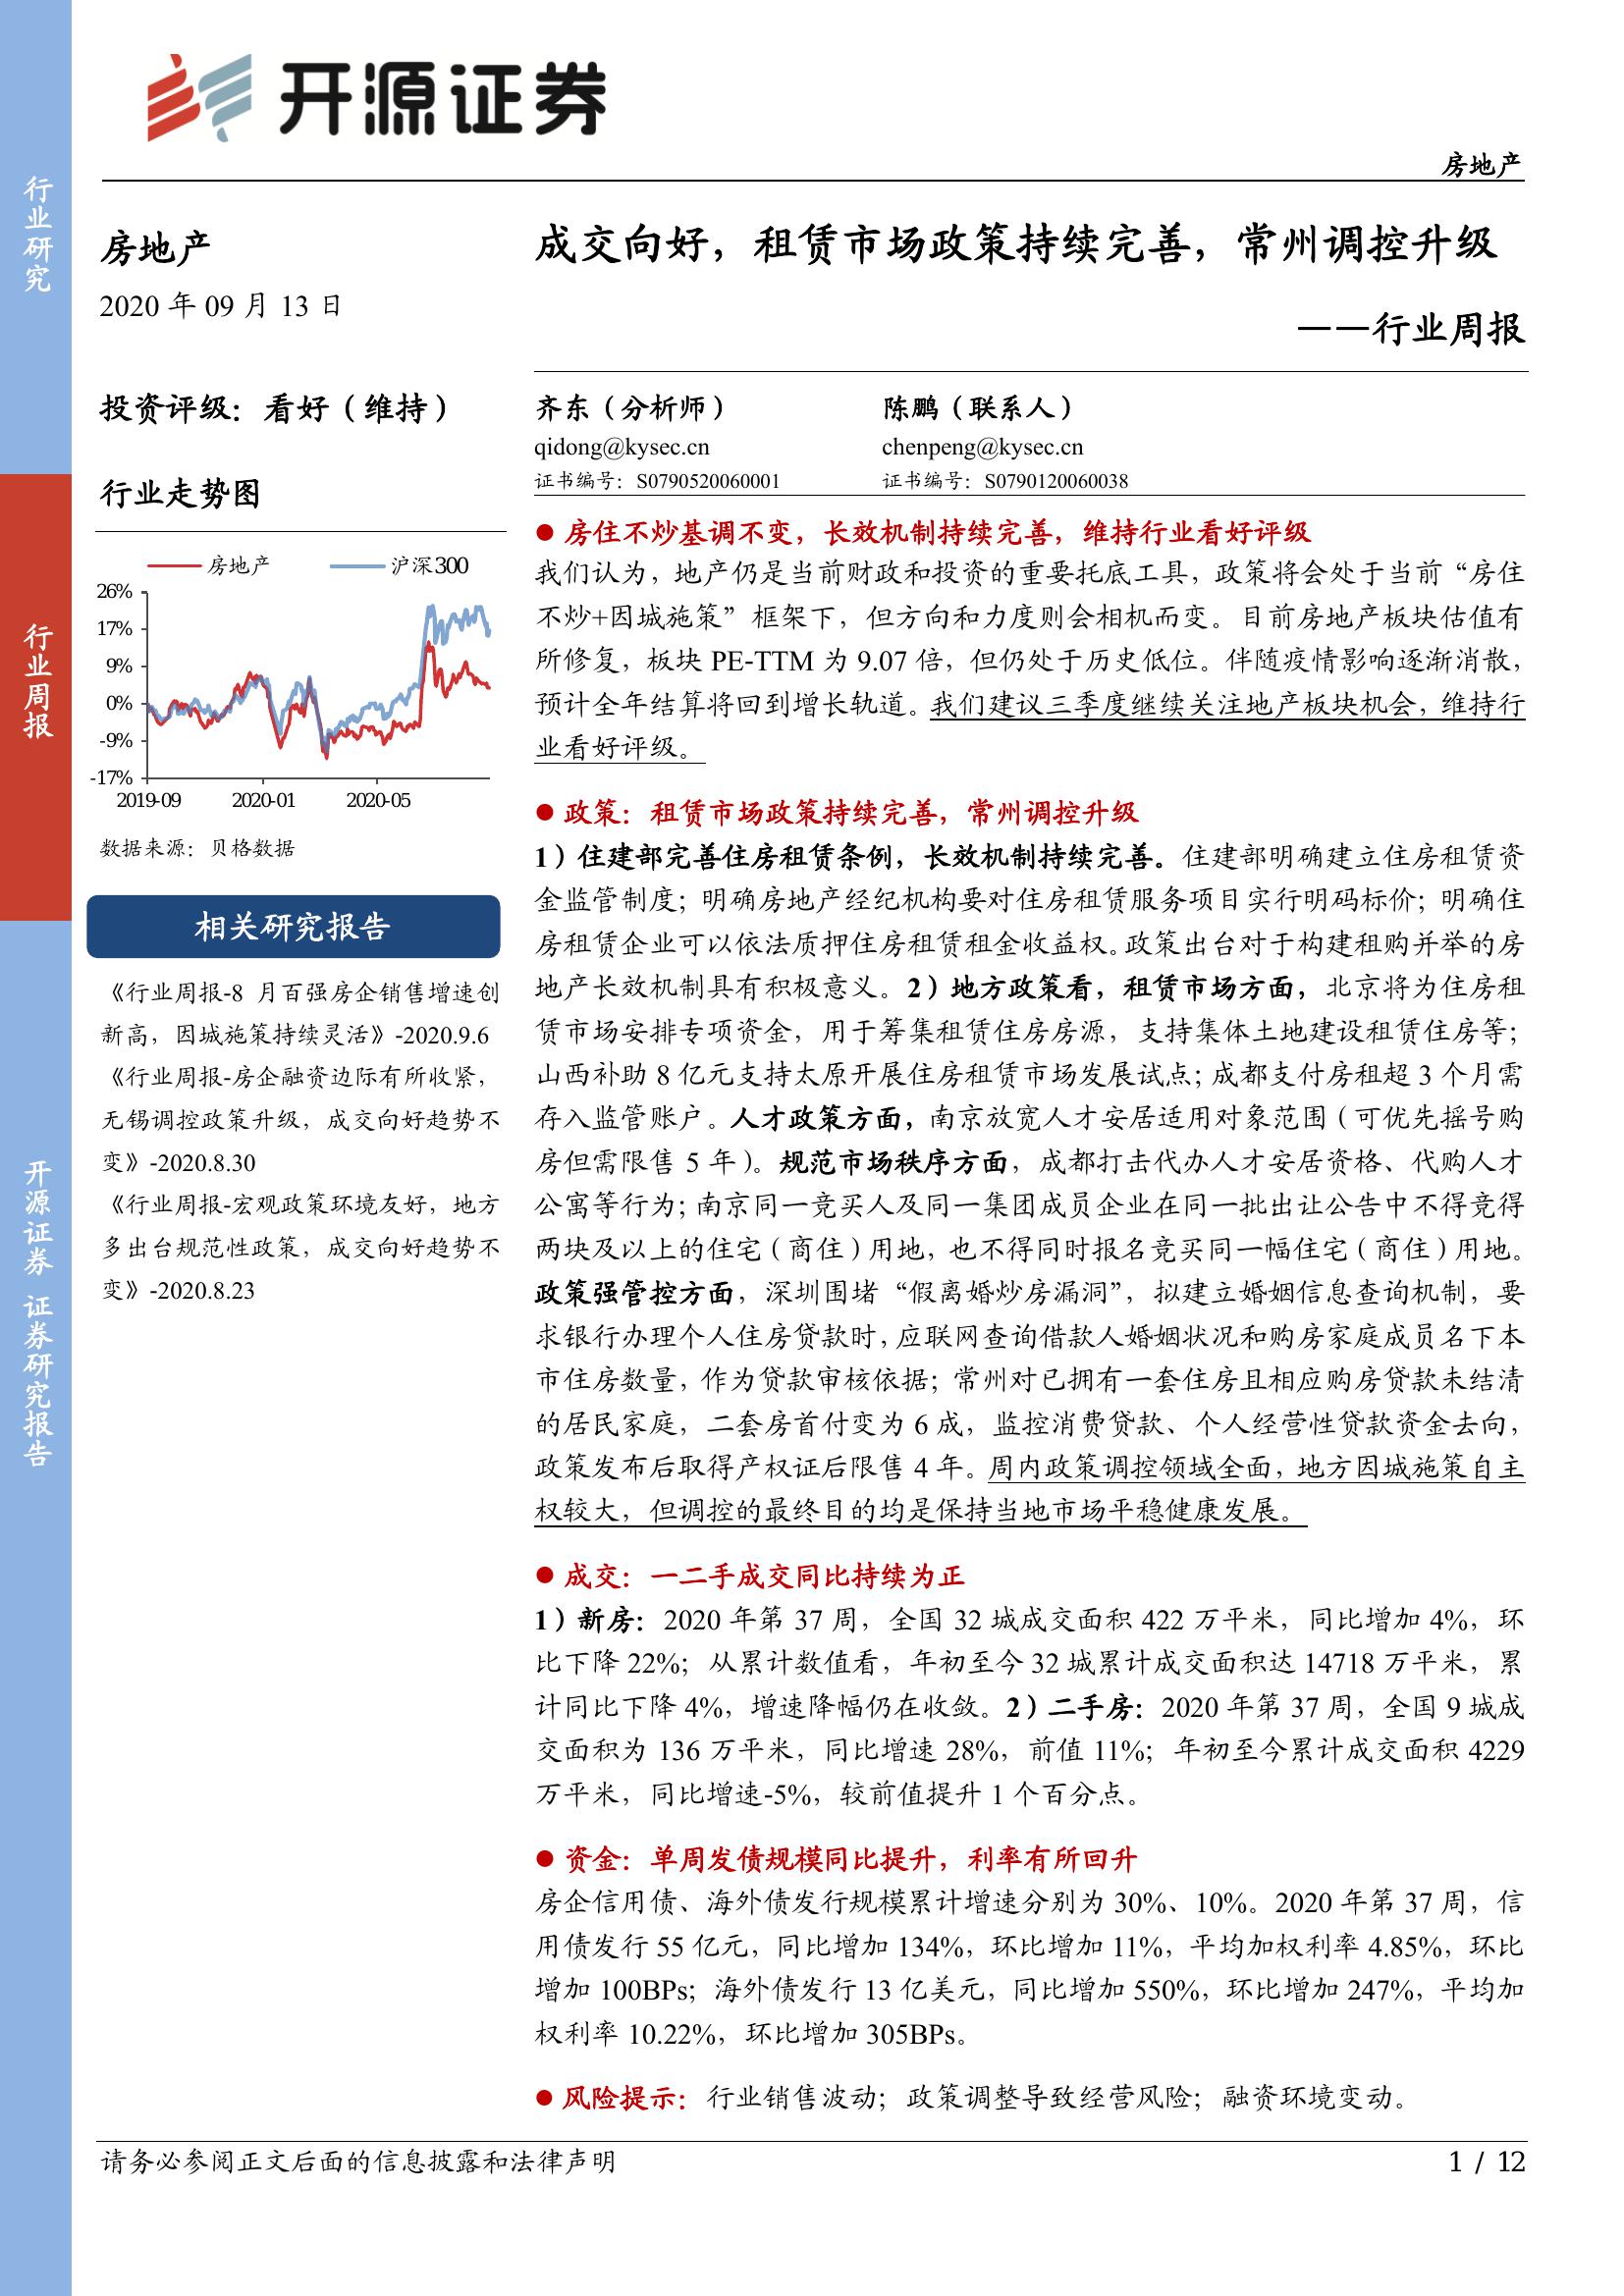 开源证券
房地产
行业研究
行业周报
开源证券 证券研究报告
房地产
2020 年 09 月 13 日
投资评级：看好（维持）
行业走势图
房地产 沪深300
26%
17%
9%
0%
-9%
-17%
2019-09 2020-01 2020-05
数据来源：贝格数据
相关研究报告
《行业周报-8 月百强房企销售增速创
新高，因城施策持续灵活》-2020.9.6
《行业周报-房企融资边际有所收紧，
无锡调控政策升级，成交向好趋势不
变》-2020.8.30
《行业周报-宏观政策环境友好，地方
多出台规范性政策，成交向好趋势不
变》-2020.8.23
成交向好，租赁市场政策持续完善，常州调控升级
——行业周报
齐东（分析师） 陈鹏（联系人）
qidong@kysec.cn chenpeng@kysec.cn
证书编号：S0790520060001 证书编号：S0790120060038
● 房住不炒基调不变，长效机制持续完善，维持行业看好评级
我们认为，地产仍是当前财政和投资的重要托底工具，政策将会处于当前“房住
不炒+因城施策”框架下，但方向和力度则会相机而变。目前房地产板块估值有
所修复，板块 PE-TTM 为 9.07 倍，但仍处于历史低位。伴随疫情影响逐渐消散，
预计全年结算将回到增长轨道。我们建议三季度继续关注地产板块机会，维持行
业看好评级。
● 政策：租赁市场政策持续完善，常州调控升级
1）住建部完善住房租赁条例，长效机制持续完善。住建部明确建立住房租赁资
金监管制度；明确房地产经纪机构要对住房租赁服务项目实行明码标价；明确住
房租赁企业可以依法质押住房租赁租金收益权。政策出台对于构建租购并举的房
地产长效机制具有积极意义。2）地方政策看，租赁市场方面，北京将为住房租
赁市场安排专项资金，用于筹集租赁住房房源，支持集体土地建设租赁住房等；
山西补助 8 亿元支持太原开展住房租赁市场发展试点；成都支付房租超 3 个月需
存入监管账户。人才政策方面，南京放宽人才安居适用对象范围（可优先摇号购
房但需限售 5 年）。规范市场秩序方面，成都打击代办人才安居资格、代购人才
公寓等行为；南京同一竞买人及同一集团成员企业在同一批出让公告中不得竞得
两块及以上的住宅（商住）用地，也不得同时报名竞买同一幅住宅（商住）用地。
政策强管控方面，深圳围堵“假离婚炒房漏洞”，拟建立婚姻信息查询机制，要
求银行办理个人住房贷款时，应联网查询借款人婚姻状况和购房家庭成员名下本
市住房数量，作为贷款审核依据；常州对已拥有一套住房且相应购房贷款未结清
的居民家庭，二套房首付变为 6 成，监控消费贷款、个人经营性贷款资金去向，
政策发布后取得产权证后限售 4 年。周内政策调控领域全面，地方因城施策自主
权较大，但调控的最终目的均是保持当地市场平稳健康发展。
● 成交：一二手成交同比持续为正
1）新房：2020 年第 37 周，全国 32 城成交面积 422 万平米，同比增加 4%，环
比下降 22%；从累计数值看，年初至今 32 城累计成交面积达 14718 万平米，累
计同比下降 4%，增速降幅仍在收敛。2）二手房：2020 年第 37 周，全国 9 城成
交面积为 136 万平米，同比增速 28%，前值 11%；年初至今累计成交面积 4229
万平米，同比增速-5%，较前值提升 1 个百分点。
● 资金：单周发债规模同比提升，利率有所回升
房企信用债、海外债发行规模累计增速分别为 30%、10%。2020 年第 37 周，信
用债发行 55 亿元，同比增加 134%，环比增加 11%，平均加权利率 4.85%，环比
增加 100BPs；海外债发行 13 亿美元，同比增加 550%，环比增加 247%，平均加
权利率 10.22%，环比增加 305BPs。
● 风险提示：行业销售波动；政策调整导致经营风险；融资环境变动。
请务必参阅正文后面的信息披露和法律声明 1 / 12